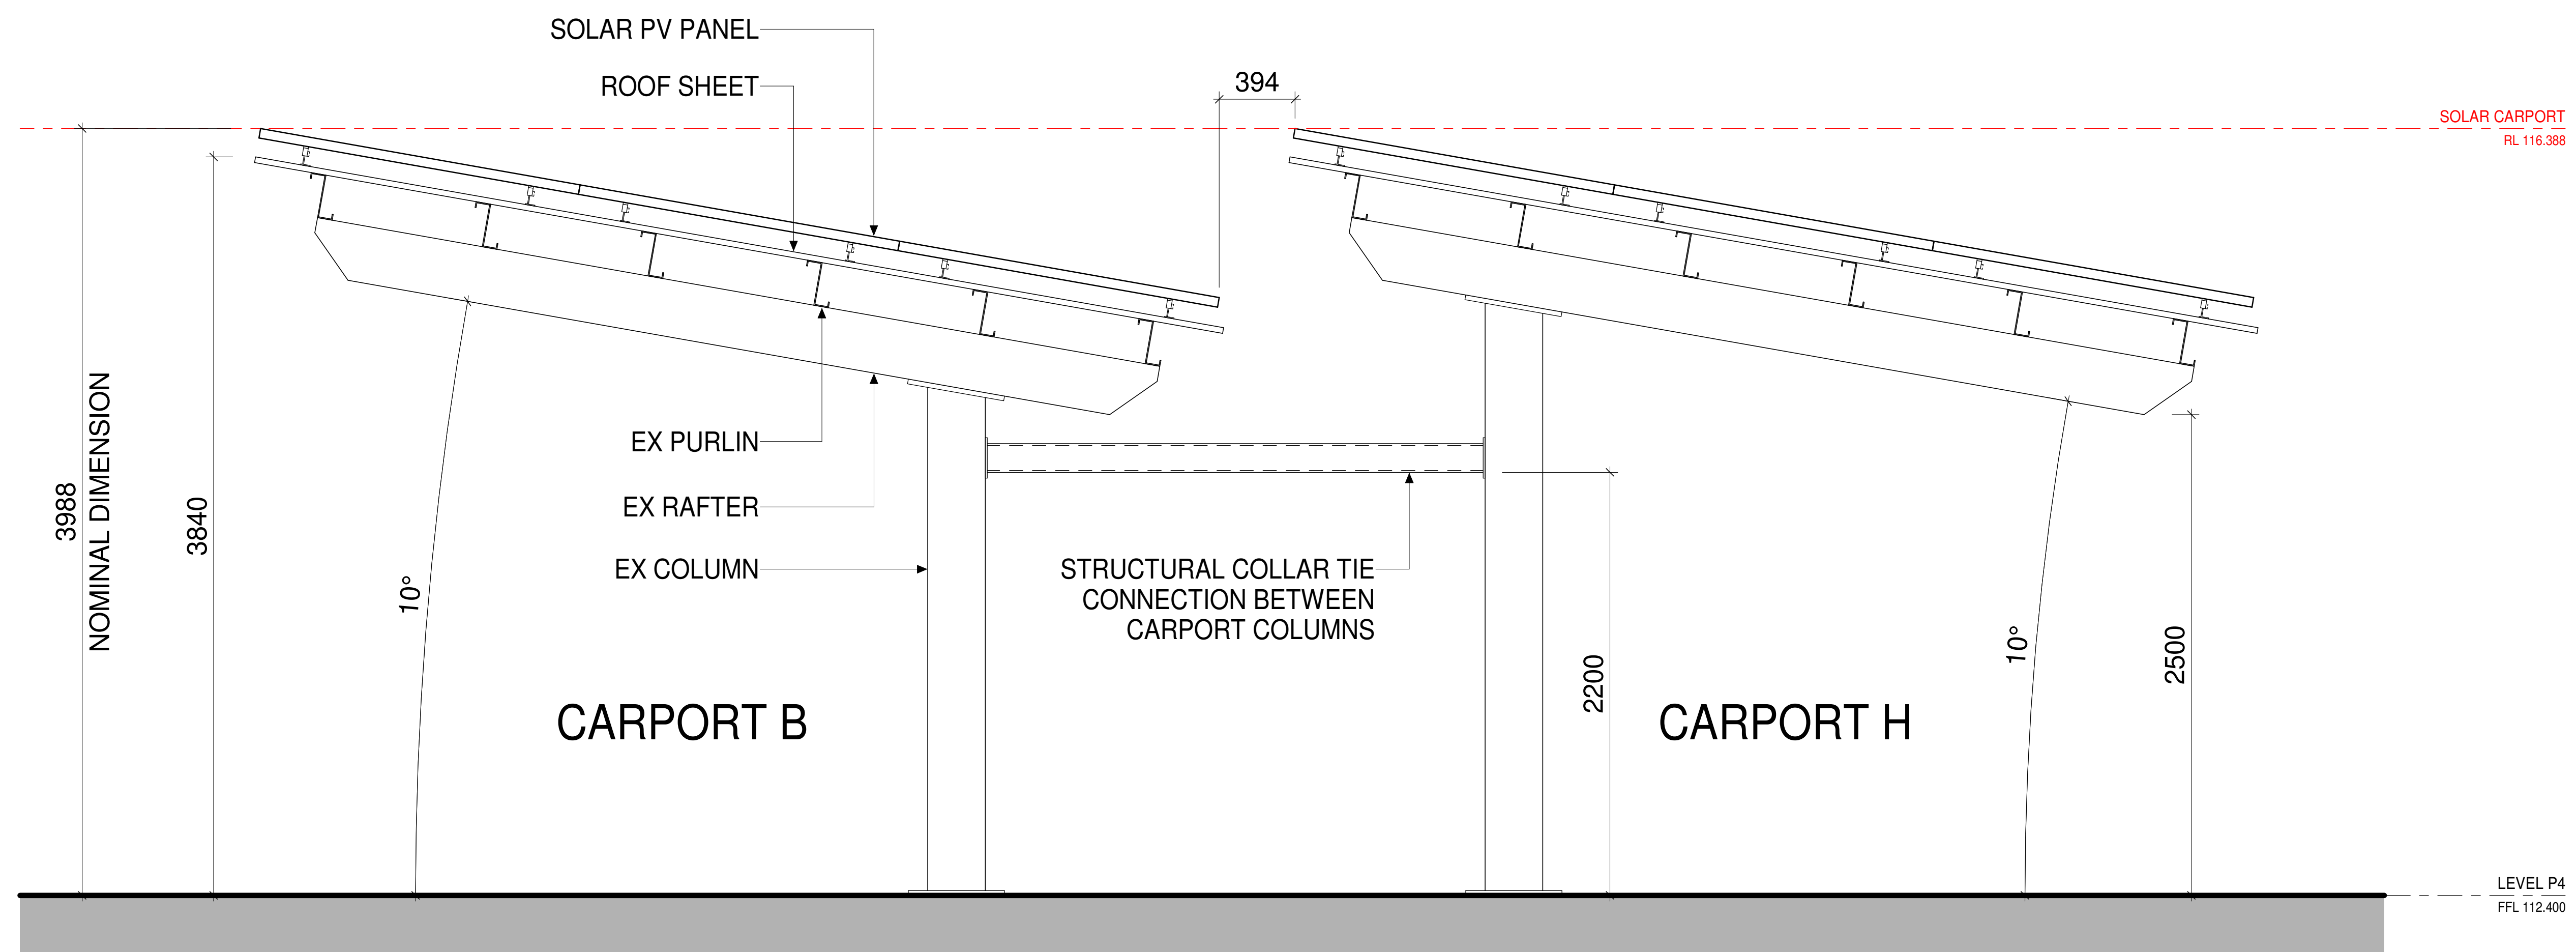 SOLAR PV PANEL
ROOF SHEET
394
SOLAR CARPORT
RL 116.388
3988
NOMINAL DIMENSION
3840
10°
EX PURLIN
EX RAFTER
EX COLUMN
STRUCTURAL COLLAR TIE
CONNECTION BETWEEN
CARPORT COLUMNS
2200
10°
2500
CARPORT B
CARPORT H
LEVEL P4
FFL 112.400